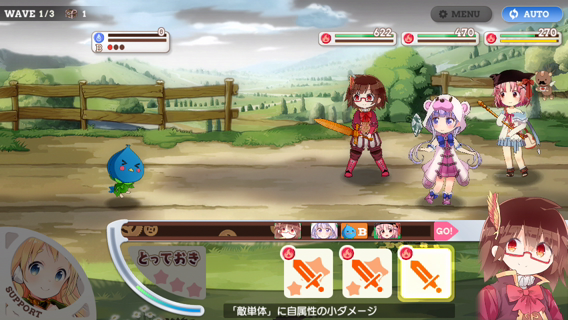 WAVE 1/3 1
MENU
AUTO
0
B
622
470
270
B
GO!
SUPPORT
とっておき
「敵単体」に自属性の小ダメージ